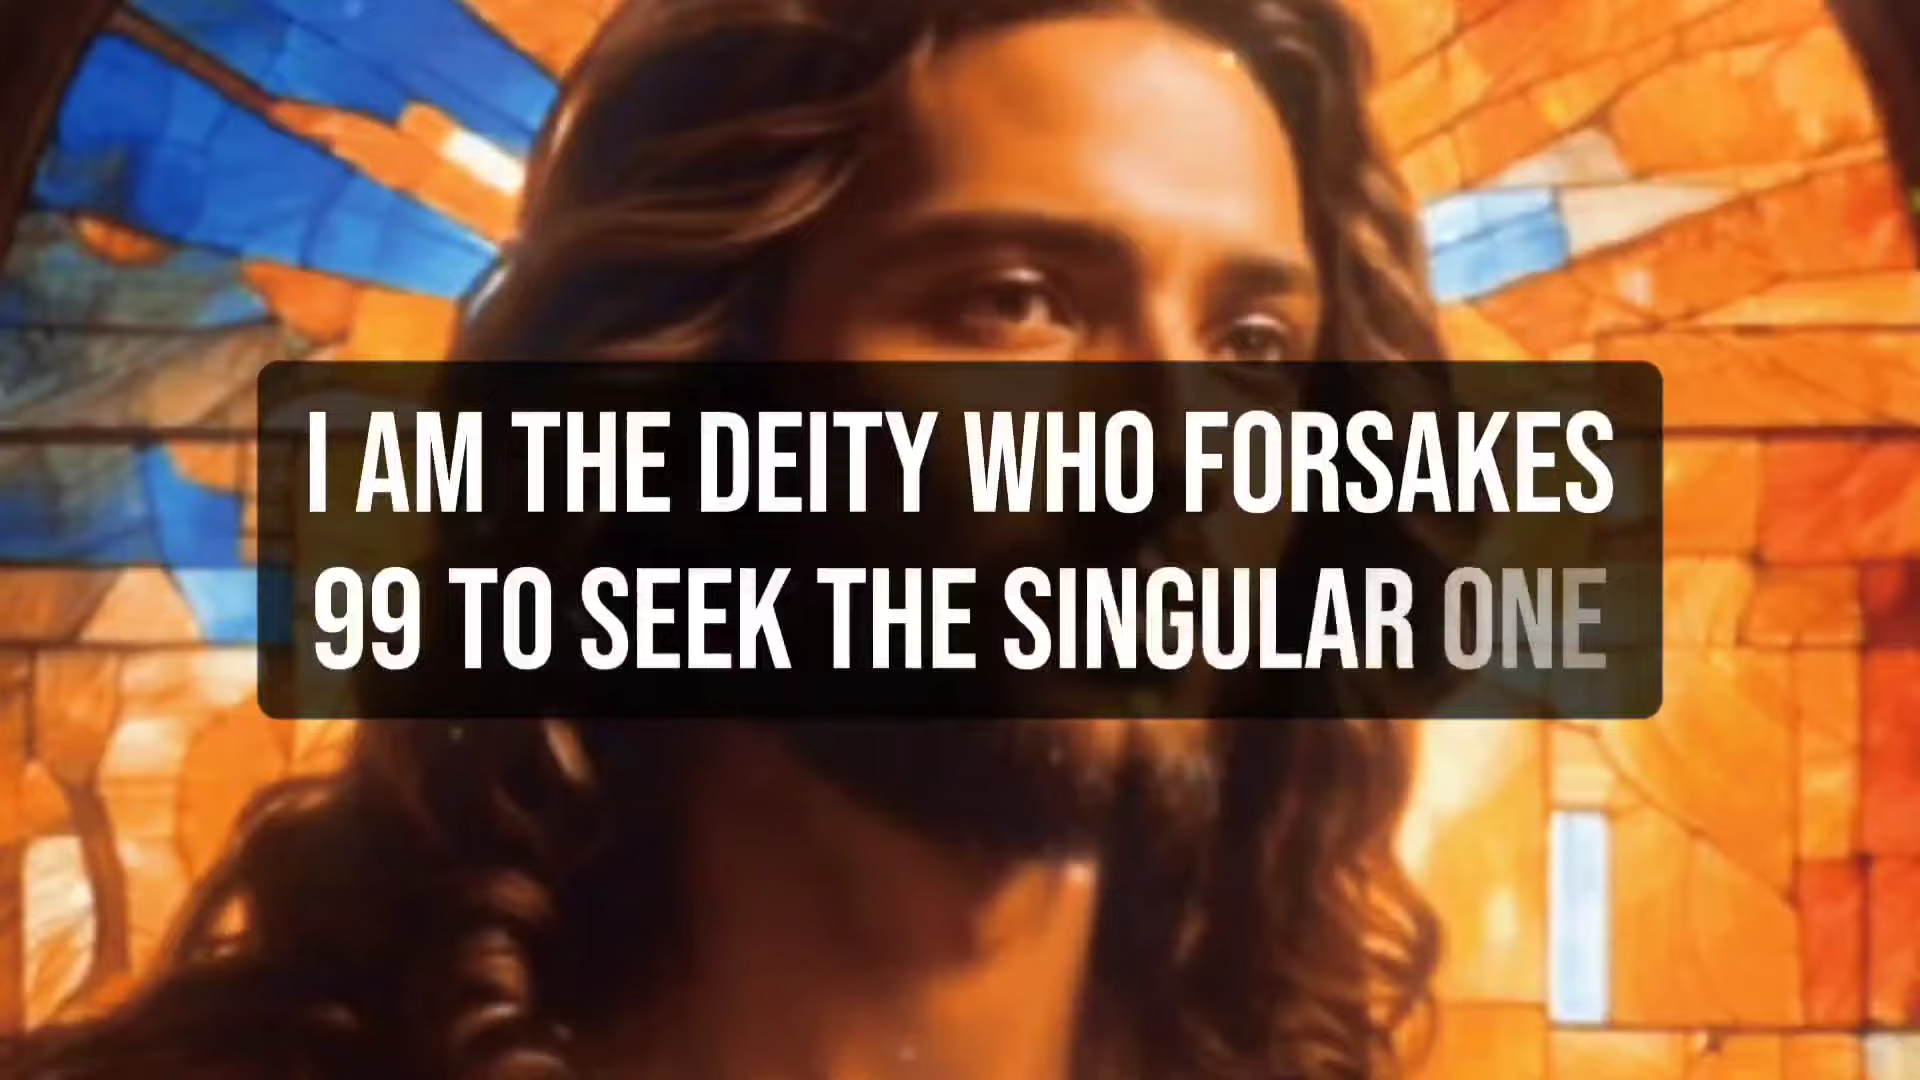 I AM THE DEITY WHO FORSAKES
99 TO SEEK THE SINGULAR ONE